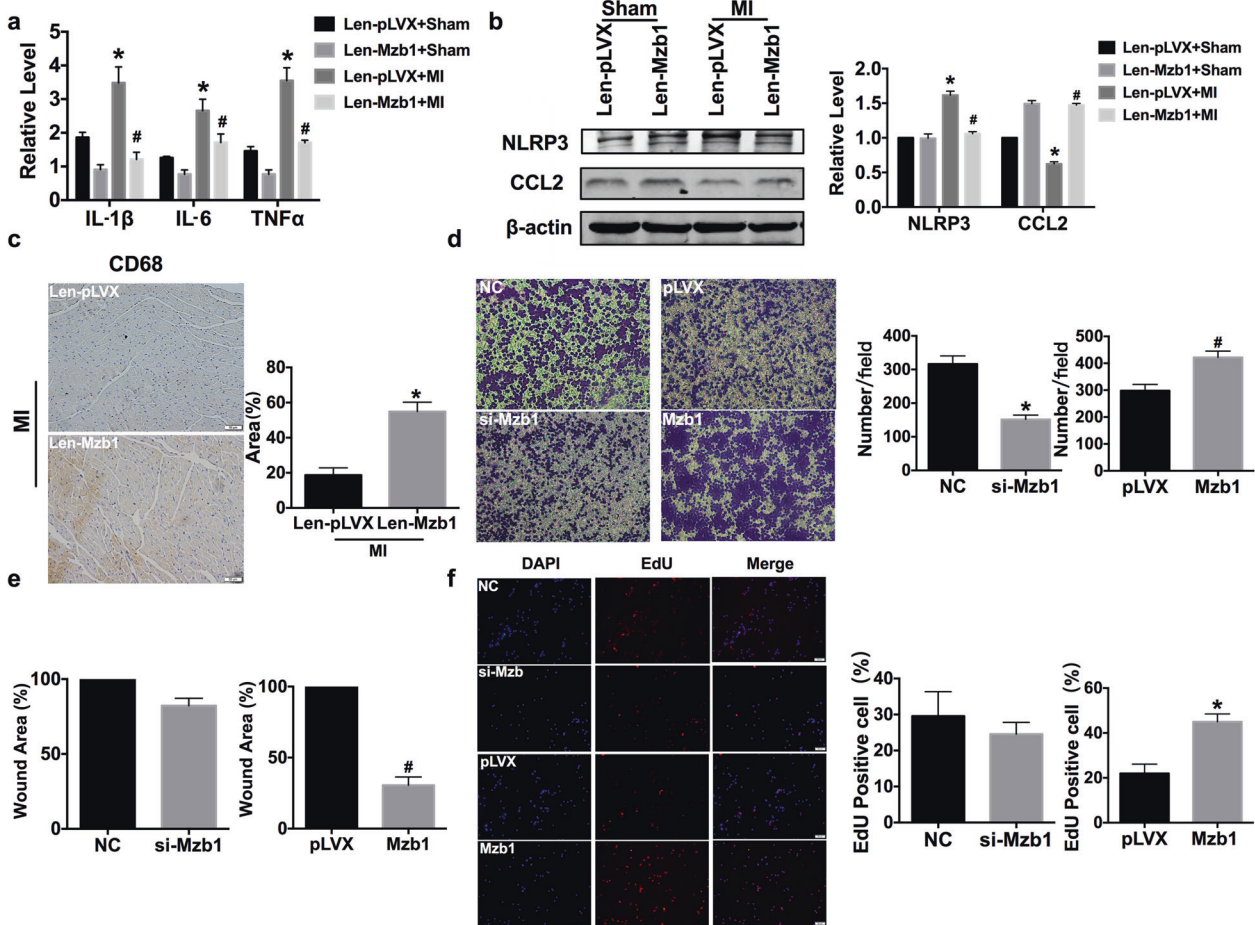 a
Relative Level
5
4
3
2
1
0
Len-pLVX+Sham
Len-Mzb1+Sham
Len-pLVX+MI
Len-Mzb1+MI
*
#
*
#
*
#
IL-1β IL-6 TNFα
b
Sham MI
Len-pLVX
Len-Mzb1
Len-pLVX
Len-Mzb1
NLRP3
CCL2
β-actin
Relative Level
2.0
1.5
1.0
0.5
0.0
*
#
*
#
NLRP3 CCL2
Len-pLVX+Sham
Len-Mzb1+Sham
Len-pLVX+MI
Len-Mzb1+MI
c
CD68
MI
Len-pLVX
Len-Mzb1
Area(%)
80
60
40
20
0
*
Len-pLVX Len-Mzb1
MI
d
NC
pLVX
si-Mzb1
Mzb1
Number/field
400
300
200
100
0
*
NC si-Mzb1
Number/field
500
400
300
200
100
0
#
pLVX Mzb1
e
Wound Area (%)
100
50
0
NC si-Mzb1
Wound Area (%)
100
50
0
#
pLVX Mzb1
f
DAPI EdU Merge
NC
si-Mzb
pLVX
Mzb1
EdU Positive cell (%)
40
30
20
10
0
NC si-Mzb1
EdU Positive cell (%)
60
40
20
0
*
pLVX Mzb1